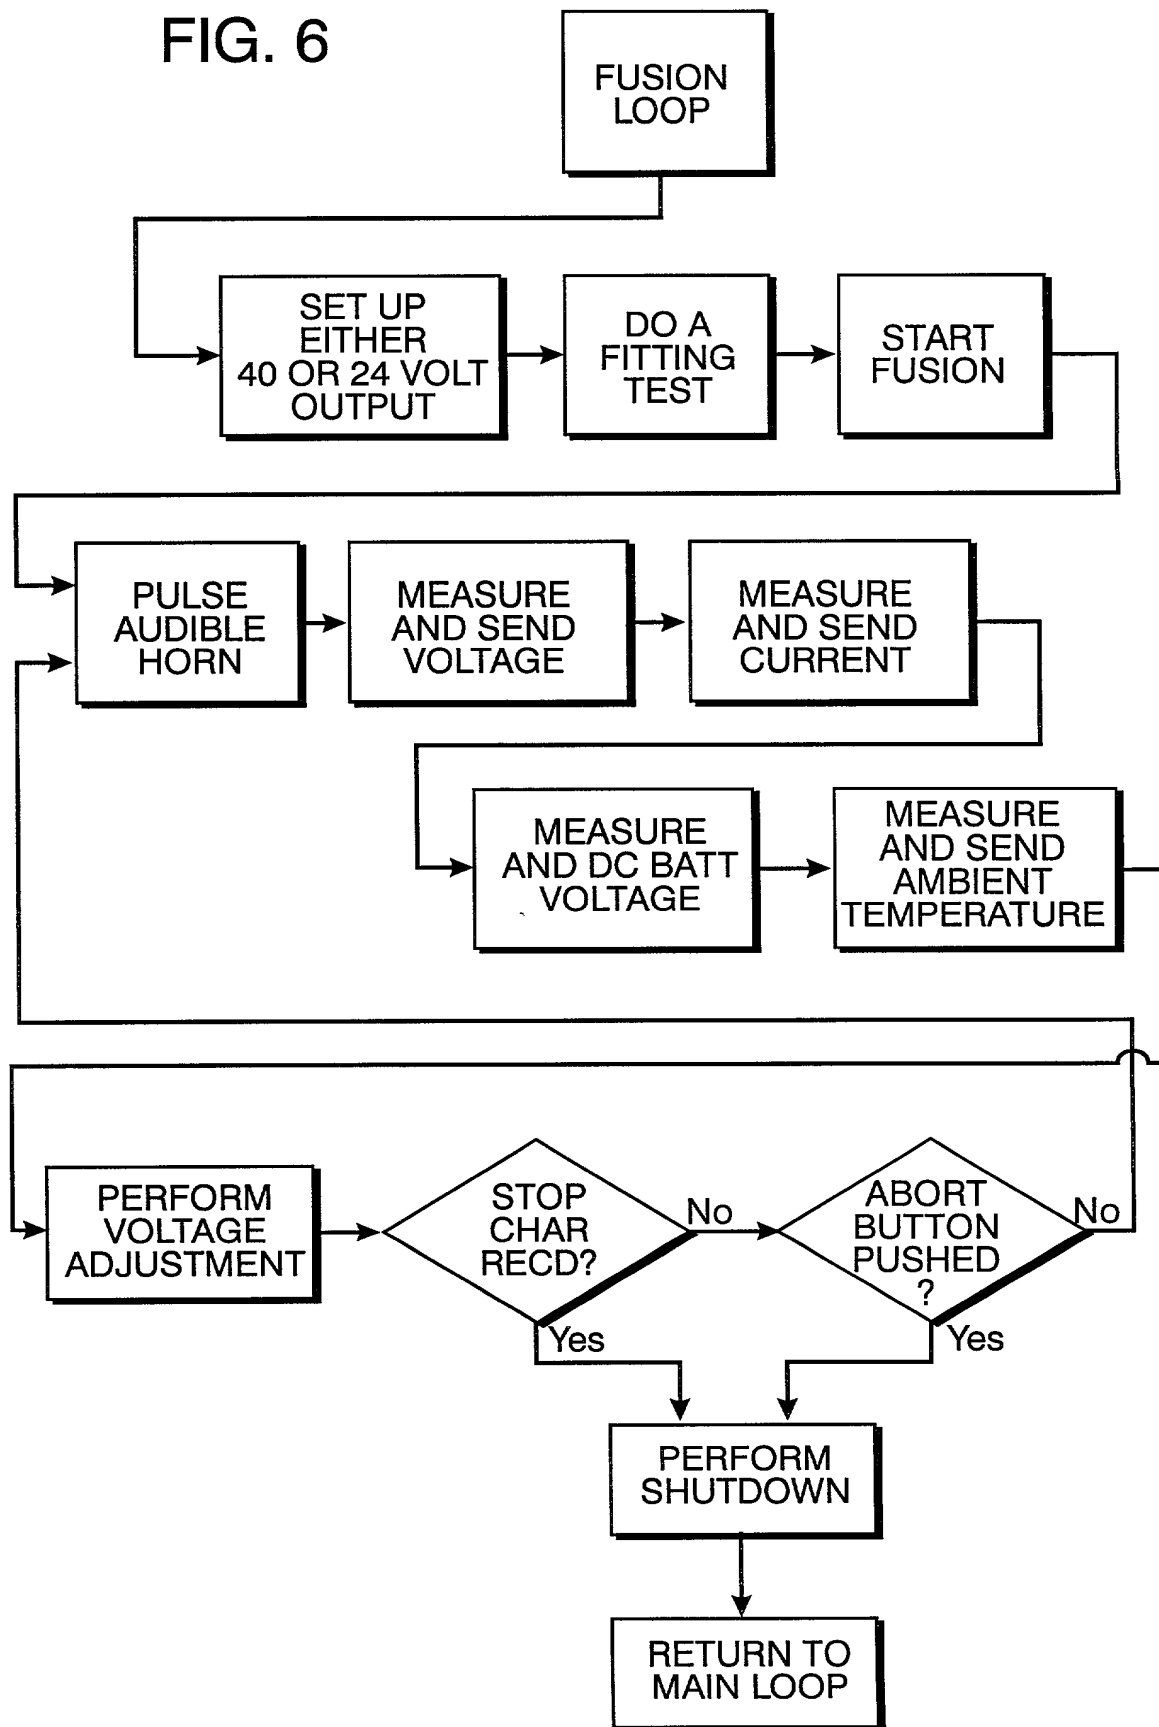 FIG. 6
FUSION
LOOP
SET UP
EITHER
40 OR 24 VOLT
OUTPUT
DO A
FITTING
TEST
START
FUSION
PULSE
AUDIBLE
HORN
MEASURE
AND SEND
VOLTAGE
MEASURE
AND SEND
CURRENT
MEASURE
AND DC BATT
VOLTAGE
MEASURE
AND SEND
AMBIENT
TEMPERATURE
PERFORM
VOLTAGE
ADJUSTMENT
STOP
CHAR
RECD?
No
Yes
ABORT
BUTTON
PUSHED
?
No
Yes
PERFORM
SHUTDOWN
RETURN TO
MAIN LOOP